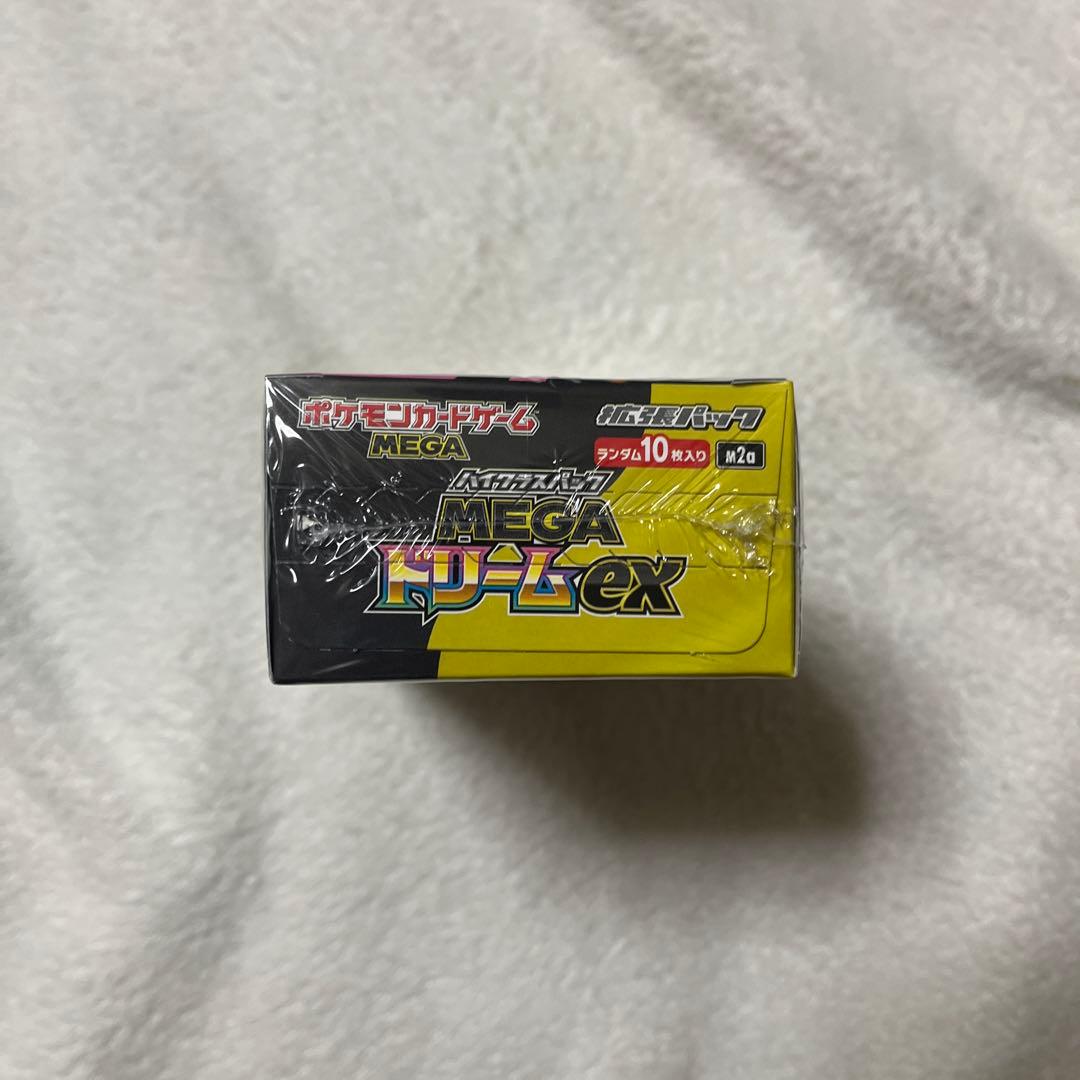 ポケモンカードゲーム
MEGA
拡張パック
ランダム10枚入り
M2a
ハイクラスパック
MEGA
ドリームex